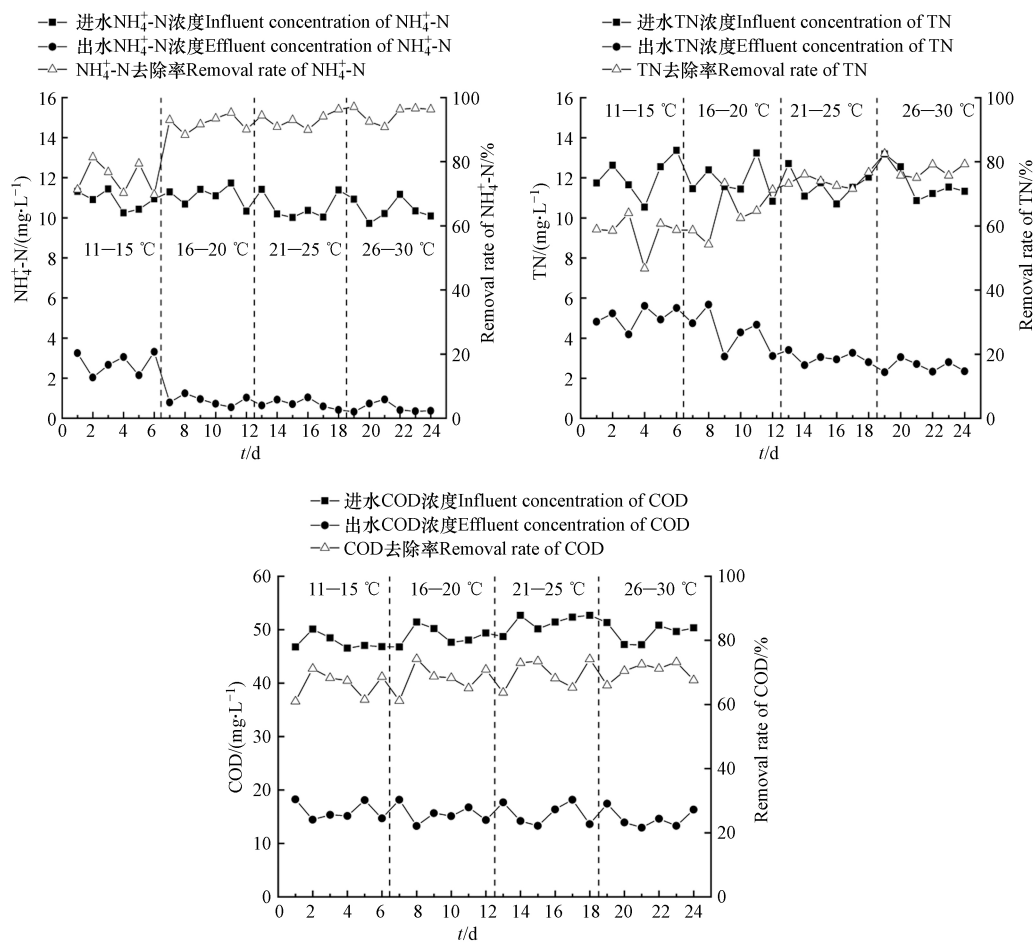 进水NH₄⁺-N浓度Influent concentration of NH₄⁺-N
出水NH₄⁺-N浓度Effluent concentration of NH₄⁺-N
NH₄⁺-N去除率Removal rate of NH₄⁺-N
16
14
12
10
8
6
4
2
0
NH₄⁺-N/(mg·L⁻¹)
100
80
60
40
20
0
Removal rate of NH₄⁺-N/%
11—15 ℃ 16—20 ℃ 21—25 ℃ 26—30 ℃
0 2 4 6 8 10 12 14 16 18 20 22 24
t/d
进水TN浓度Influent concentration of TN
出水TN浓度Effluent concentration of TN
TN去除率Removal rate of TN
16
14
12
10
8
6
4
2
0
TN/(mg·L⁻¹)
100
80
60
40
20
0
Removal rate of TN/%
11—15 ℃ 16—20 ℃ 21—25 ℃ 26—30 ℃
0 2 4 6 8 10 12 14 16 18 20 22 24
t/d
进水COD浓度Influent concentration of COD
出水COD浓度Effluent concentration of COD
COD去除率Removal rate of COD
60
50
40
30
20
10
0
COD/(mg·L⁻¹)
100
80
60
40
20
0
Removal rate of COD/%
11—15 ℃ 16—20 ℃ 21—25 ℃ 26—30 ℃
0 2 4 6 8 10 12 14 16 18 20 22 24
t/d